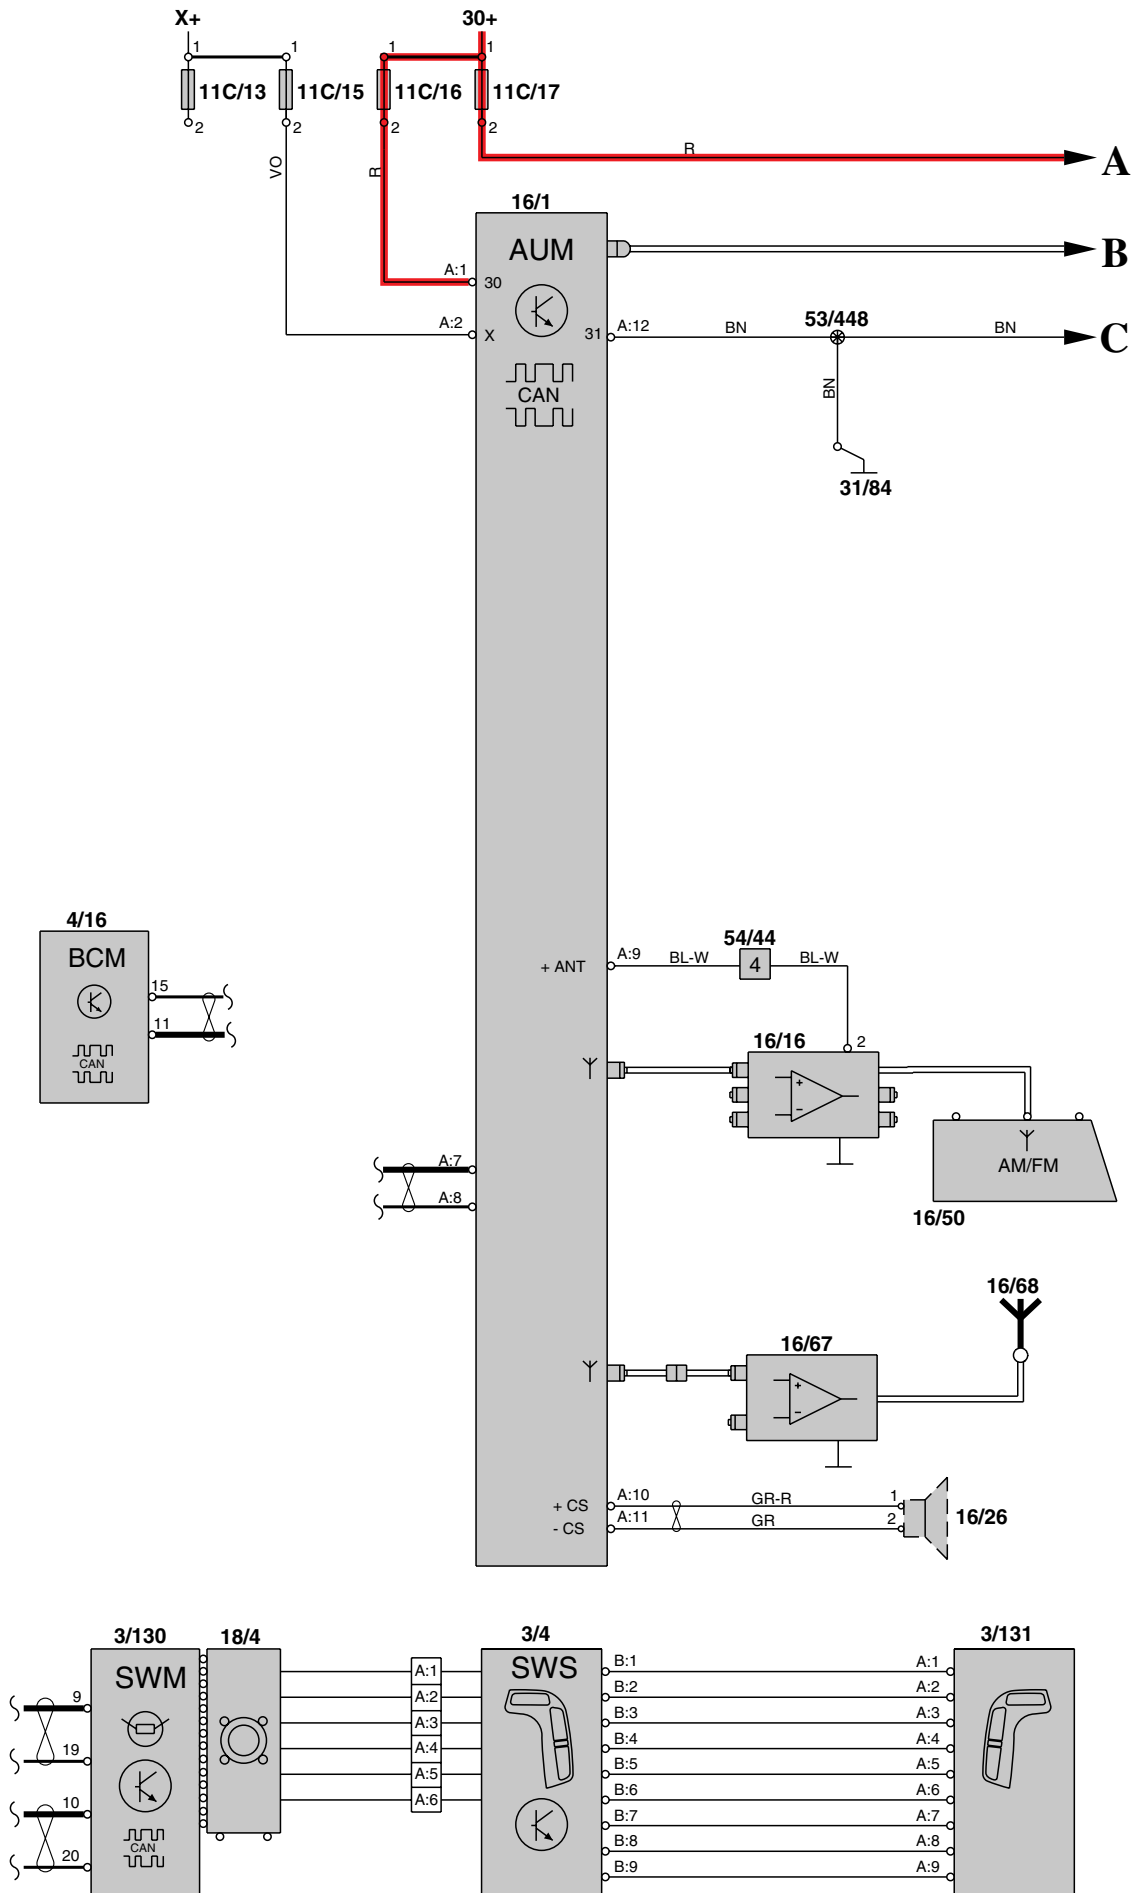 X+ 30+
1 1 1 1
11C/13 11C/15 11C/16 11C/17
2 2 2 2
VO R R A
16/1
AUM B
A:1 30
A:2 X 31 A:12 BN 53/448 BN C
CAN
BN
31/84
4/16
BCM
15
11
CAN
54/44
+ ANT A:9 BL-W 4 BL-W
16/16 2
+
–
AM/FM
16/50
A:7
A:8
16/68
16/67
+
–
+ CS A:10 GR-R 1
- CS A:11 GR 2
16/26
3/130 18/4 3/4 3/131
SWM SWS
9
19
10
20
CAN
A:1
A:2
A:3
A:4
A:5
A:6
B:1 A:1
B:2 A:2
B:3 A:3
B:4 A:4
B:5 A:5
B:6 A:6
B:7 A:7
B:8 A:8
B:9 A:9